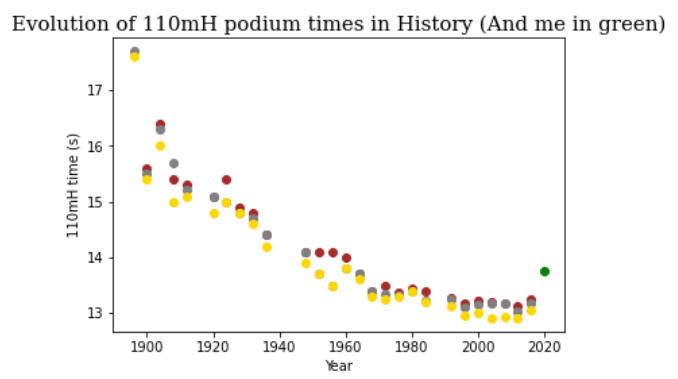 Evolution of 110mH podium times in History (And me in green)
17
16
15
14
13
110mH time (s)
1900 1920 1940 1960 1980 2000 2020
Year